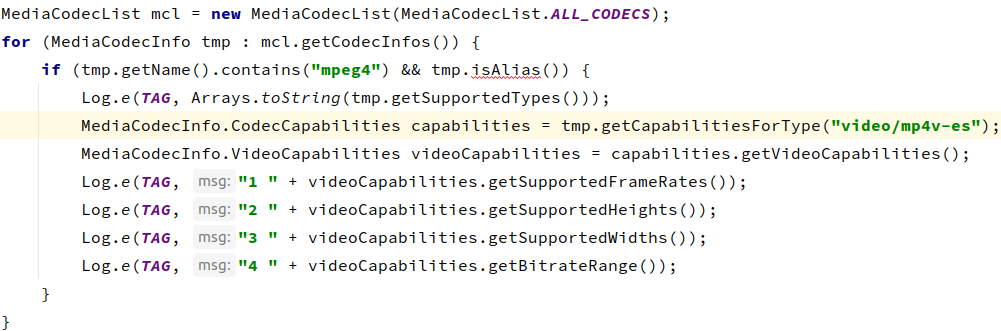 MediaCodecList mcl = new MediaCodecList(MediaCodecList.ALL_CODECS);
for (MediaCodecInfo tmp : mcl.getCodecInfos()) {
    if (tmp.getName().contains("mpeg4") && tmp.isAlias()) {
        Log.e(TAG, Arrays.toString(tmp.getSupportedTypes()));
        MediaCodecInfo.CodecCapabilities capabilities = tmp.getCapabilitiesForType("video/mp4v-es");
        MediaCodecInfo.VideoCapabilities videoCapabilities = capabilities.getVideoCapabilities();
        Log.e(TAG, msg: "1 " + videoCapabilities.getSupportedFrameRates());
        Log.e(TAG, msg: "2 " + videoCapabilities.getSupportedHeights());
        Log.e(TAG, msg: "3 " + videoCapabilities.getSupportedWidths());
        Log.e(TAG, msg: "4 " + videoCapabilities.getBitrateRange());
    }
}